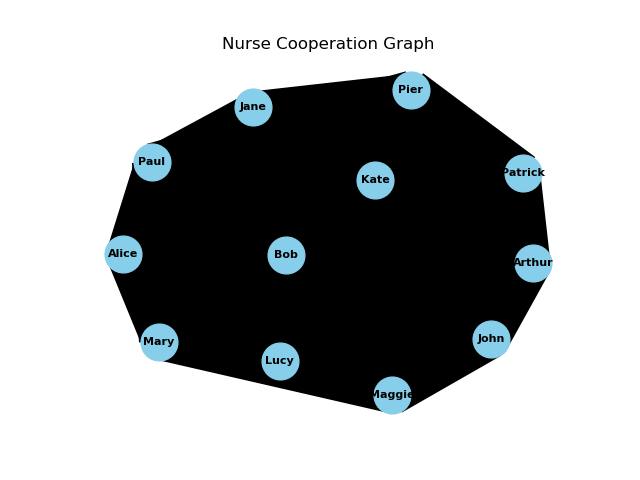 Nurse Cooperation Graph
Pier
Jane
Paul
Patrick
Kate
Alice
Bob
Arthur
Mary
John
Lucy
Maggie